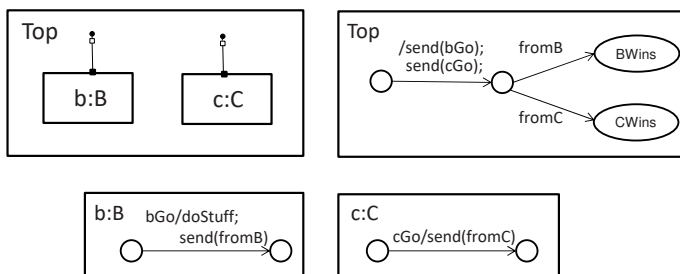 Top
b:B
c:C
Top
/send(bGo);
send(cGo);
fromB
BWins
fromC
CWins
b:B
bGo/doStuff;
send(fromB)
c:C
cGo/send(fromC)